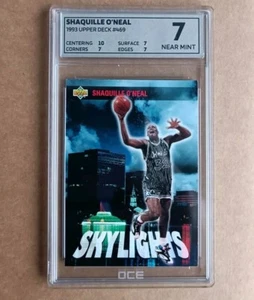 SHAQUILLE O'NEAL
1993 UPPER DECK #469
CENTERING 10 SURFACE 7
CORNERS 7 EDGES 7
7
NEAR MINT
SHAQUILLE O'NEAL
SKYLIGHTS
OCE